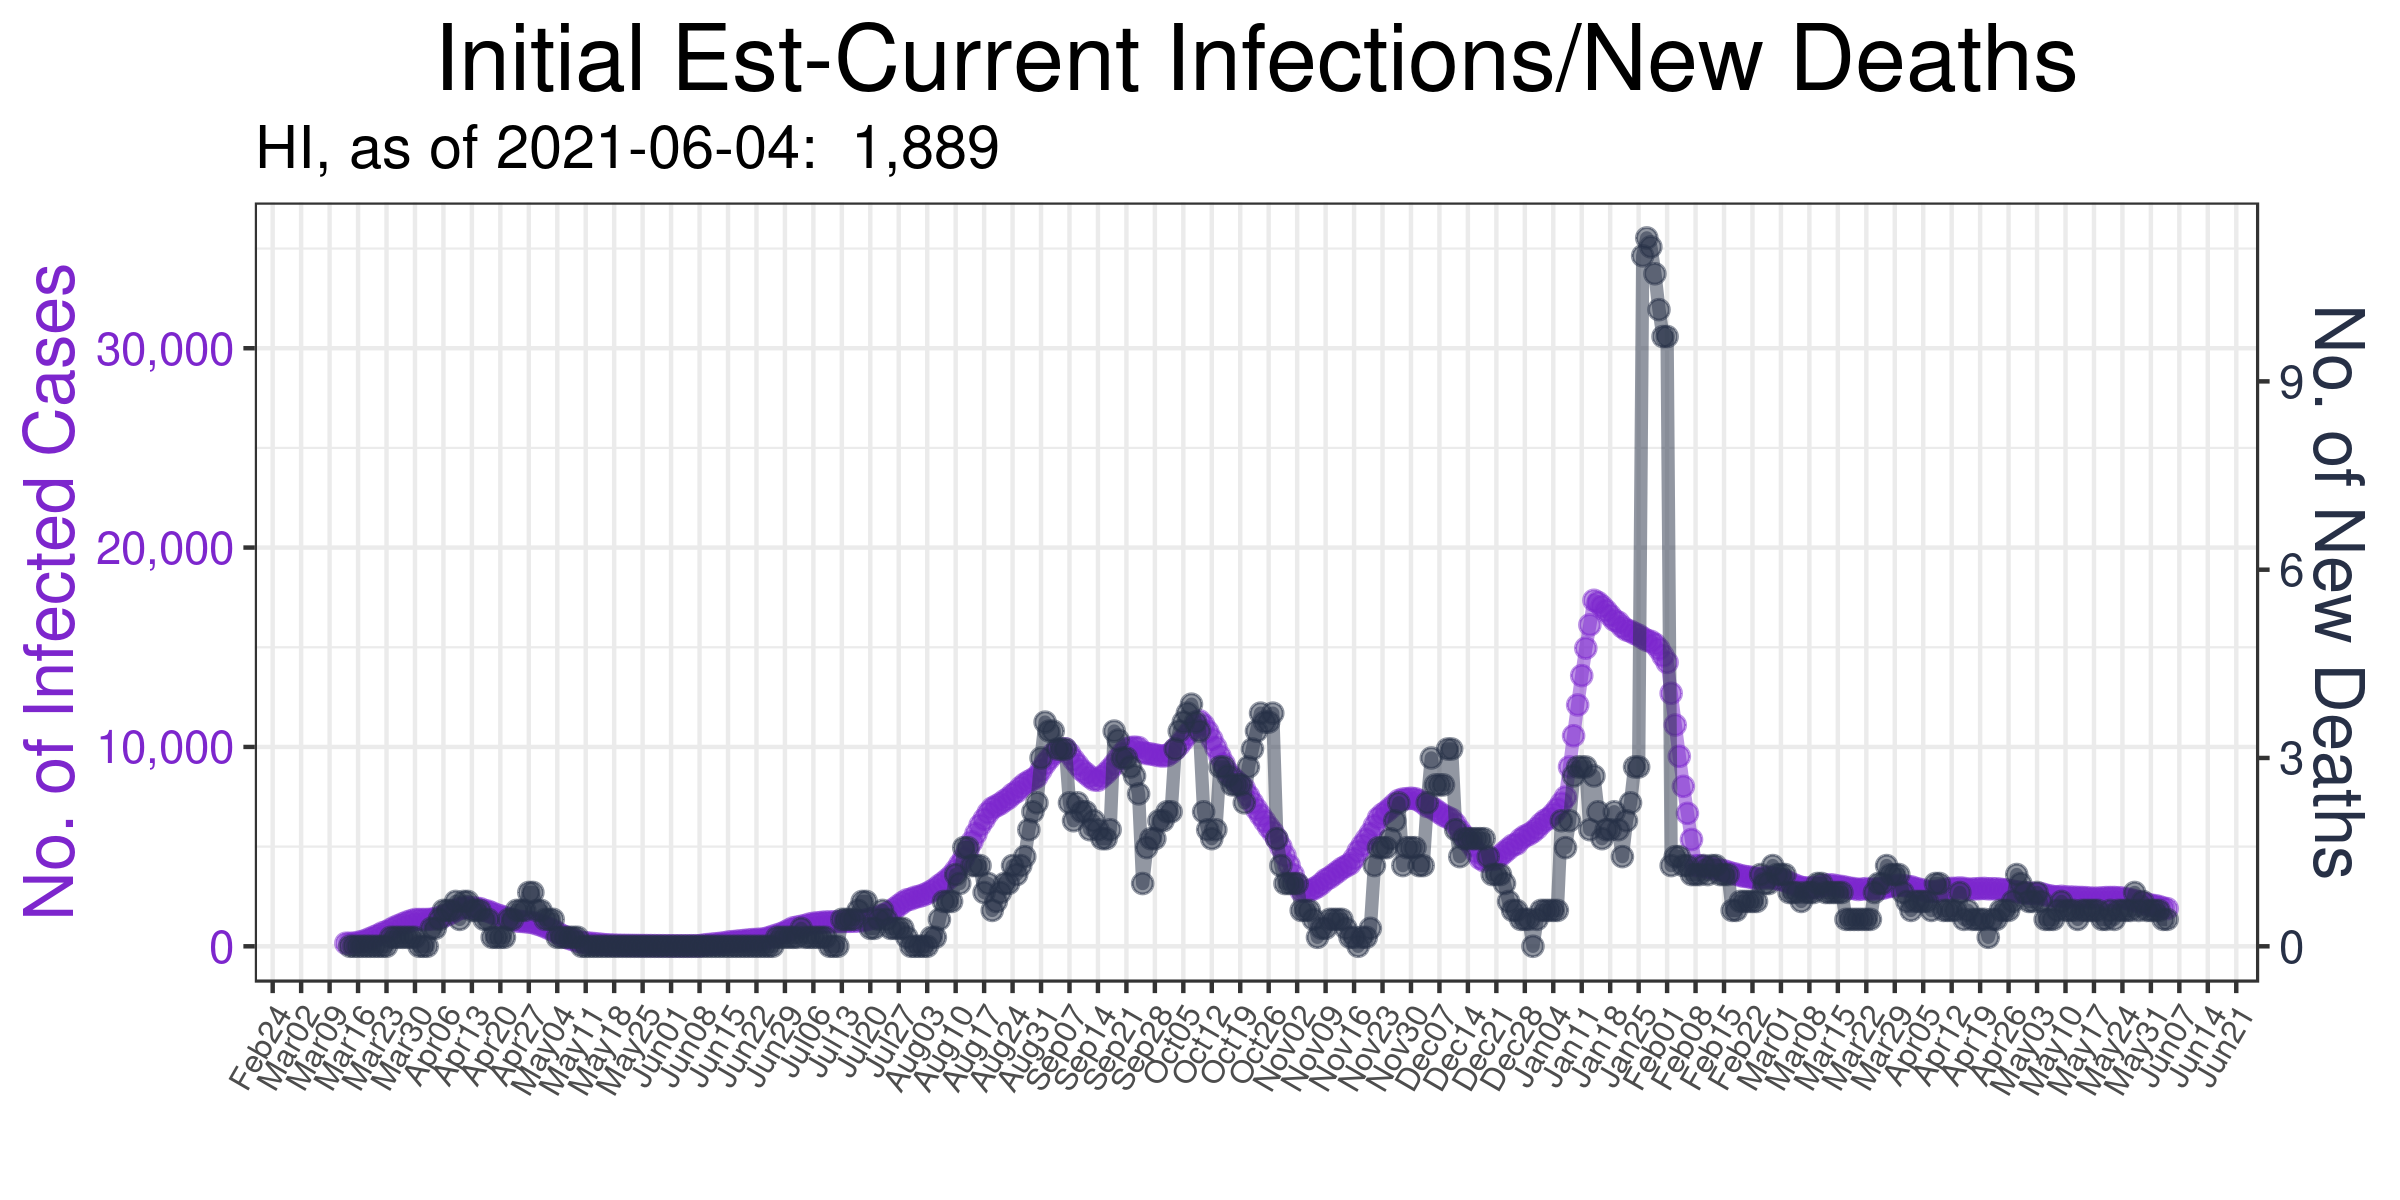 Initial Est-Current Infections/New Deaths
HI, as of 2021-06-04:  1,889
No. of Infected Cases
30,000
20,000
10,000
0
9
6
3
0
No. of New Deaths
Feb24
Mar02
Mar09
Mar16
Mar23
Mar30
Apr06
Apr13
Apr20
Apr27
May04
May11
May18
May25
Jun01
Jun08
Jun15
Jun22
Jun29
Jul06
Jul13
Jul20
Jul27
Aug03
Aug10
Aug17
Aug24
Aug31
Sep07
Sep14
Sep21
Sep28
Oct05
Oct12
Oct19
Oct26
Nov02
Nov09
Nov16
Nov23
Nov30
Dec07
Dec14
Dec21
Dec28
Jan04
Jan11
Jan18
Jan25
Feb01
Feb08
Feb15
Feb22
Mar01
Mar08
Mar15
Mar22
Mar29
Apr05
Apr12
Apr19
Apr26
May03
May10
May17
May24
May31
Jun07
Jun14
Jun21